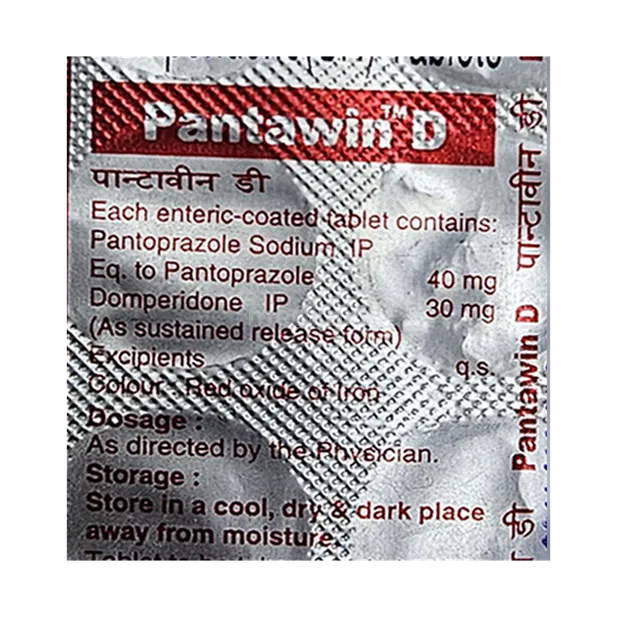 Pantawin™ D
पान्टावीन डी
Each enteric-coated tablet contains:
Pantoprazole Sodium IP
Eq. to Pantoprazole 40 mg
Domperidone IP 30 mg
(As sustained release form)
Excipients q.s.
Colour : Red oxide of Iron
Dosage :
As directed by the Physician.
Storage :
Store in a cool, dry & dark place
away from moisture.
Pantawin D पान्टावीन डी
डी